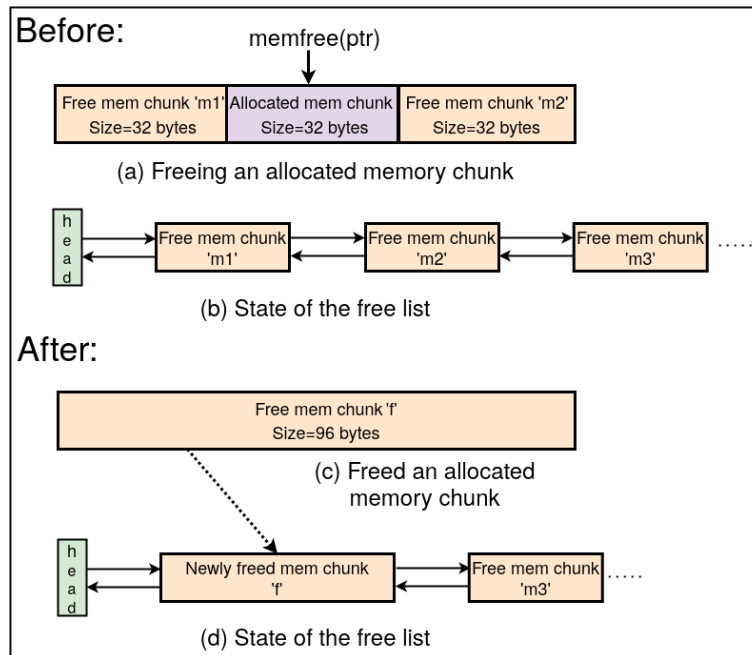 Before:
memfree(ptr)
Free mem chunk 'm1'
Size=32 bytes
Allocated mem chunk
Size=32 bytes
Free mem chunk 'm2'
Size=32 bytes
(a) Freeing an allocated memory chunk
head
Free mem chunk
'm1'
Free mem chunk
'm2'
Free mem chunk
'm3'
.....
(b) State of the free list
After:
Free mem chunk 'f'
Size=96 bytes
(c) Freed an allocated
memory chunk
head
Newly freed mem chunk
'f'
Free mem chunk
'm3'
.....
(d) State of the free list